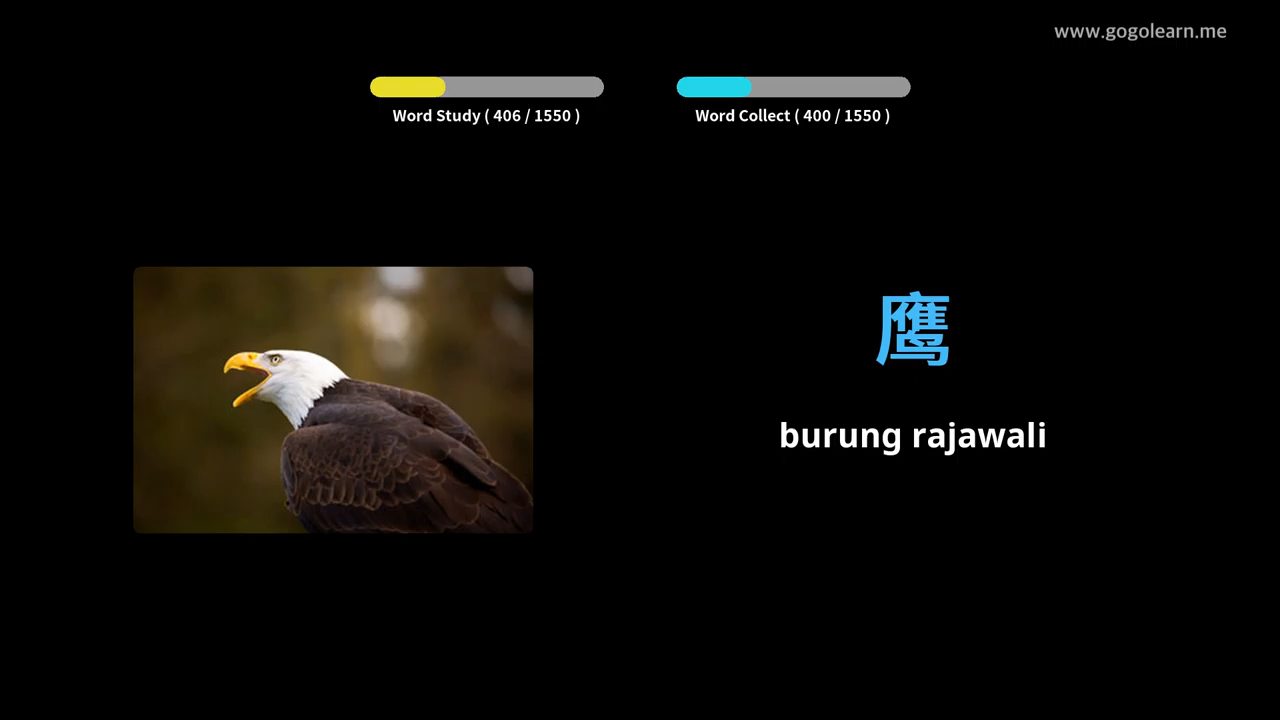 www.gogolearn.me
Word Study ( 406 / 1550 )
Word Collect ( 400 / 1550 )
鹰
burung rajawali